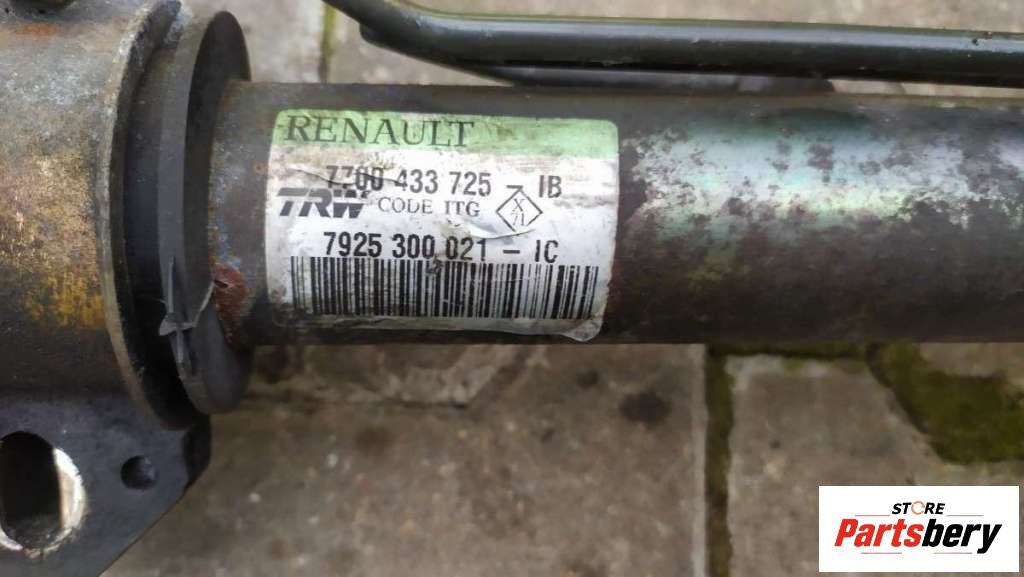 RENAULT
7700 433 725 - IB
TRW CODE ITG
7925 300 021 - IC
STORE
Partsbery